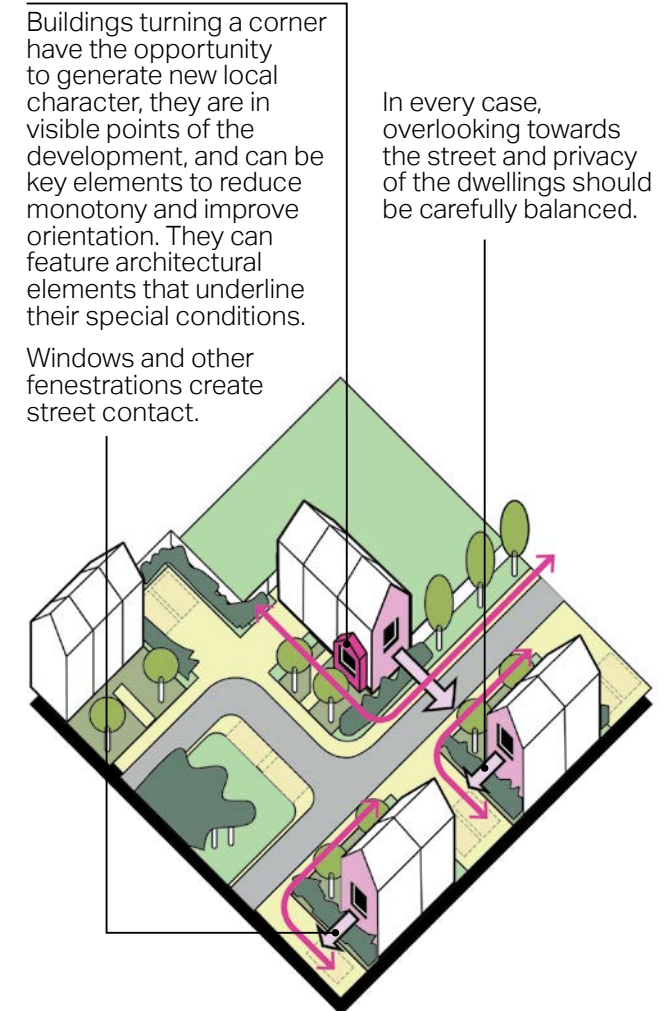 Buildings turning a corner
have the opportunity
to generate new local
character, they are in
visible points of the
development, and can be
key elements to reduce
monotony and improve
orientation. They can
feature architectural
elements that underline
their special conditions.
Windows and other
fenestrations create
street contact.
In every case,
overlooking towards
the street and privacy
of the dwellings should
be carefully balanced.